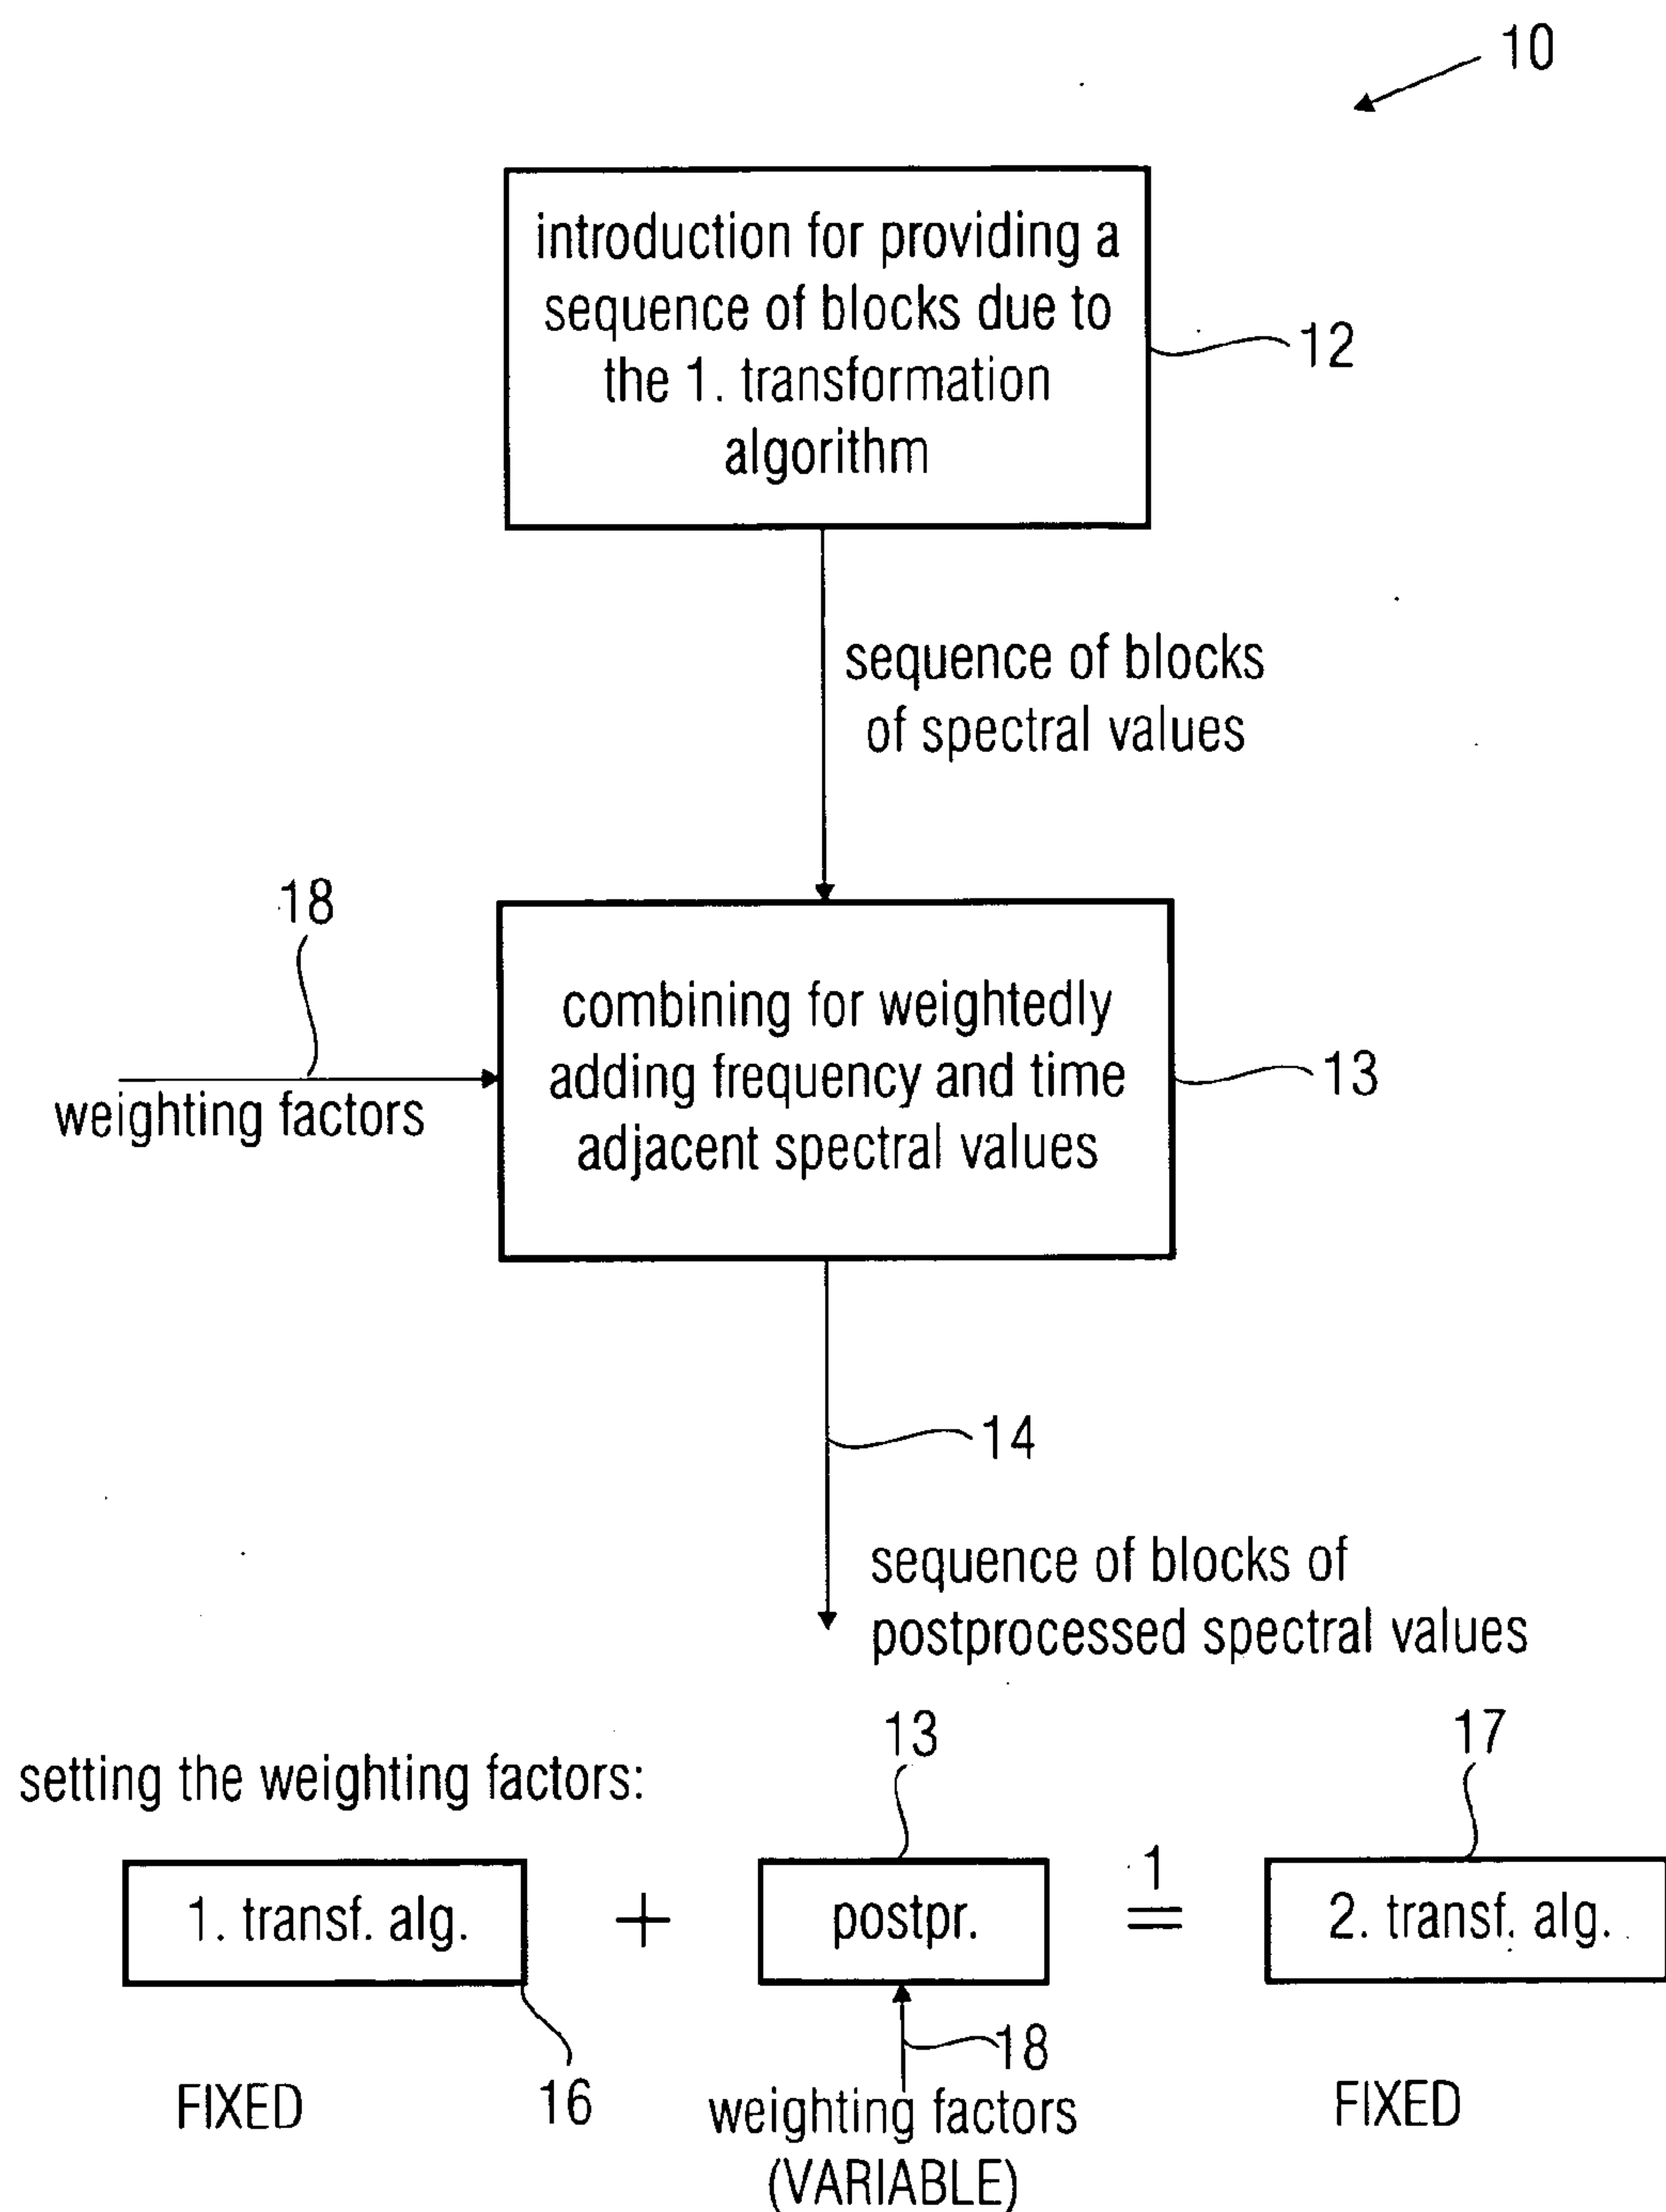 10
introduction for providing a
sequence of blocks due to
the 1. transformation
algorithm
12
sequence of blocks
of spectral values
18
weighting factors
combining for weightedly
adding frequency and time
adjacent spectral values
13
14
sequence of blocks of
postprocessed spectral values
setting the weighting factors:
13
17
1. transf. alg.
+
postpr.
1
=
2. transf. alg.
FIXED
16
18
weighting factors
(VARIABLE)
FIXED